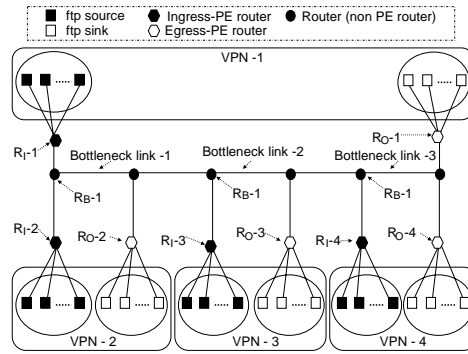 ftp source Ingress-PE router Router (non PE router)
ftp sink Egress-PE router
VPN -1
.....
.....
RO-1
RI-1
Bottleneck link -1
Bottleneck link -2
Bottleneck link -3
RB-1
RB-1
RB-1
RI-2
RO-2
RI-3
RO-3
RI-4
RO-4
.....
.....
.....
.....
.....
.....
VPN - 2
VPN - 3
VPN - 4